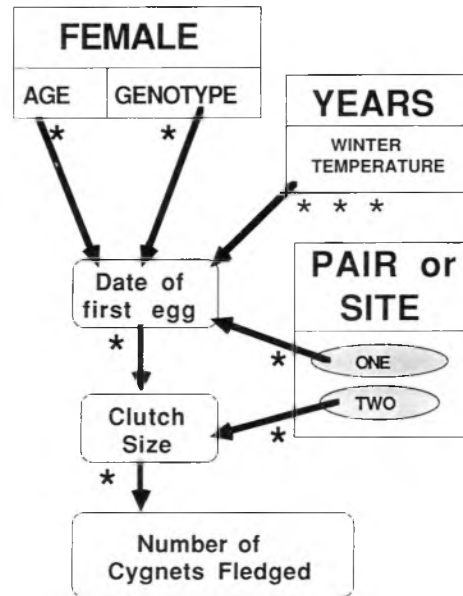 FEMALE
AGE
GENOTYPE
*
*
YEARS
WINTER
TEMPERATURE
* * *
Date of
first egg
*
PAIR or
SITE
ONE
*
TWO
*
Clutch
Size
*
Number of
Cygnets Fledged